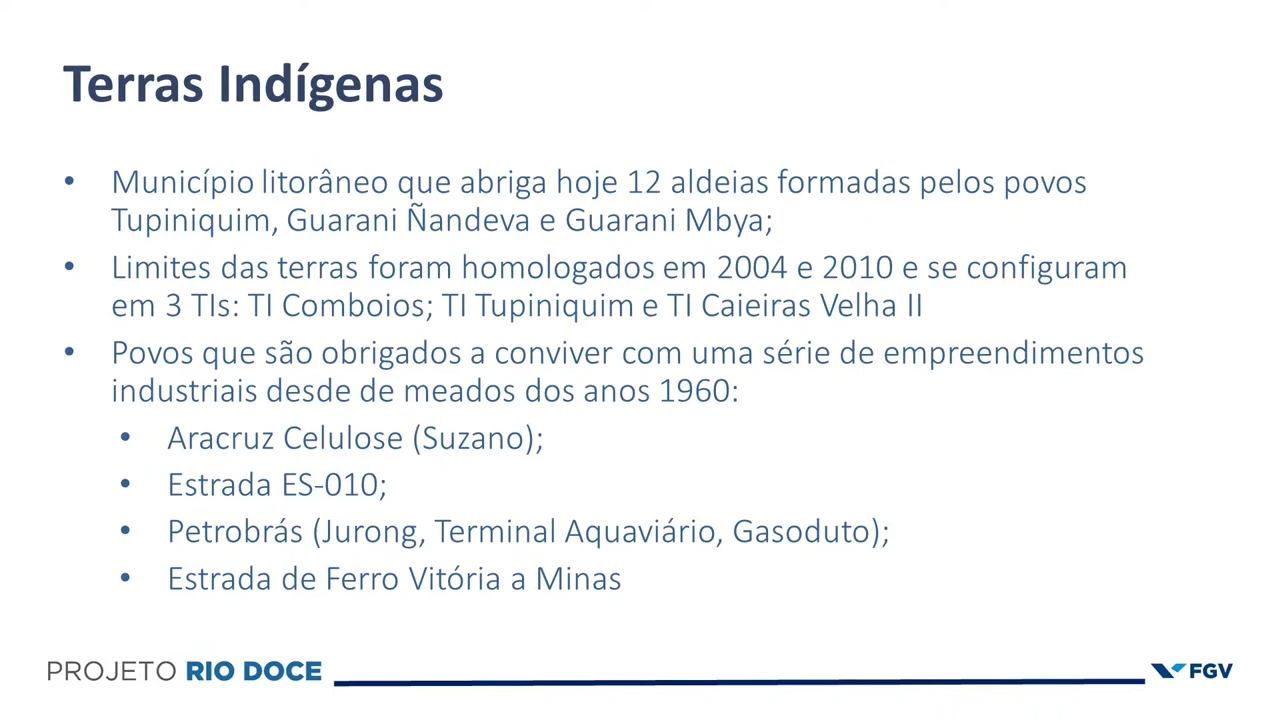 Terras Indígenas
• Município litorâneo que abriga hoje 12 aldeias formadas pelos povos
Tupiniquim, Guarani Ñandeva e Guarani Mbya;
• Limites das terras foram homologados em 2004 e 2010 e se configuram
em 3 TIs: TI Comboios; TI Tupiniquim e TI Caieiras Velha II
• Povos que são obrigados a conviver com uma série de empreendimentos
industriais desde de meados dos anos 1960:
• Aracruz Celulose (Suzano);
• Estrada ES-010;
• Petrobrás (Jurong, Terminal Aquaviário, Gasoduto);
• Estrada de Ferro Vitória a Minas
PROJETO RIO DOCE
FGV